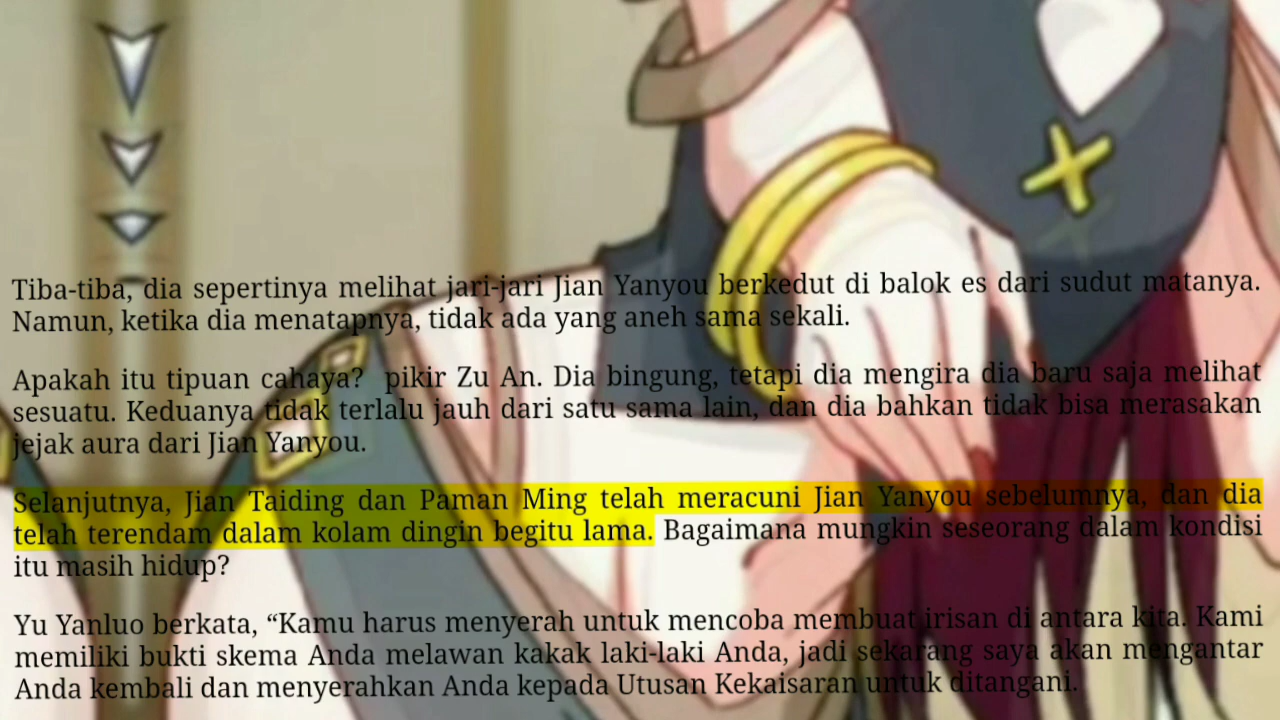 Tiba-tiba, dia sepertinya melihat jari-jari Jian Yanyou berkedut di balok es dari sudut matanya.
Namun, ketika dia menatapnya, tidak ada yang aneh sama sekali.
Apakah itu tipuan cahaya?  pikir Zu An. Dia bingung, tetapi dia mengira dia baru saja melihat
sesuatu. Keduanya tidak terlalu jauh dari satu sama lain, dan dia bahkan tidak bisa merasakan
jejak aura dari Jian Yanyou.
Selanjutnya, Jian Taiding dan Paman Ming telah meracuni Jian Yanyou sebelumnya, dan dia
telah terendam dalam kolam dingin begitu lama. Bagaimana mungkin seseorang dalam kondisi
itu masih hidup?
Yu Yanluo berkata, “Kamu harus menyerah untuk mencoba membuat irisan di antara kita. Kami
memiliki bukti skema Anda melawan kakak laki-laki Anda, jadi sekarang saya akan mengantar
Anda kembali dan menyerahkan Anda kepada Utusan Kekaisaran untuk ditangani.